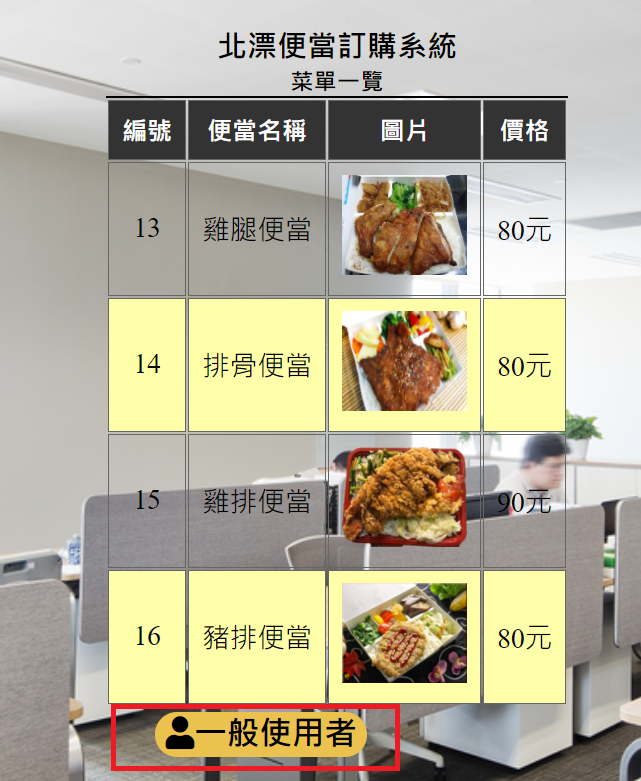 北漂便當訂購系統
菜單一覽
編號 便當名稱 圖片 價格
13 雞腿便當 80元
14 排骨便當 80元
15 雞排便當 90元
16 豬排便當 80元
一般使用者